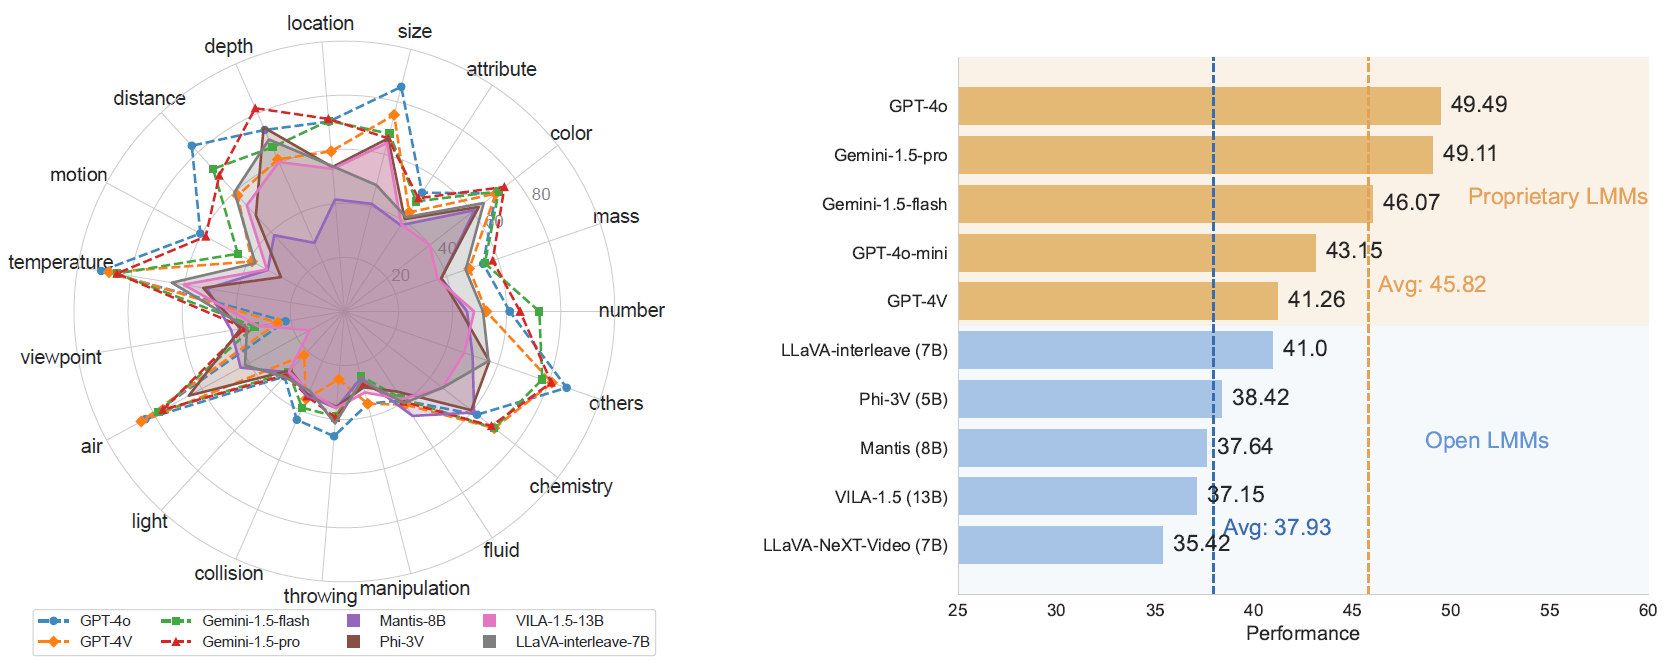 location
size
depth
attribute
distance
color
motion
80
mass
60
40
temperature
20
number
viewpoint
others
air
chemistry
light
fluid
collision
manipulation
throwing
GPT-4o
Gemini-1.5-flash
Mantis-8B
VILA-1.5-13B
GPT-4V
Gemini-1.5-pro
Phi-3V
LLaVA-interleave-7B
GPT-4o 49.49
Gemini-1.5-pro 49.11
Gemini-1.5-flash 46.07
Proprietary LMMs
GPT-4o-mini 43.15
Avg: 45.82
GPT-4V 41.26
LLaVA-interleave (7B) 41.0
Phi-3V (5B) 38.42
Open LMMs
Mantis (8B) 37.64
VILA-1.5 (13B) 37.15
Avg: 37.93
LLaVA-NeXT-Video (7B) 35.42
25 30 35 40 45 50 55 60
Performance